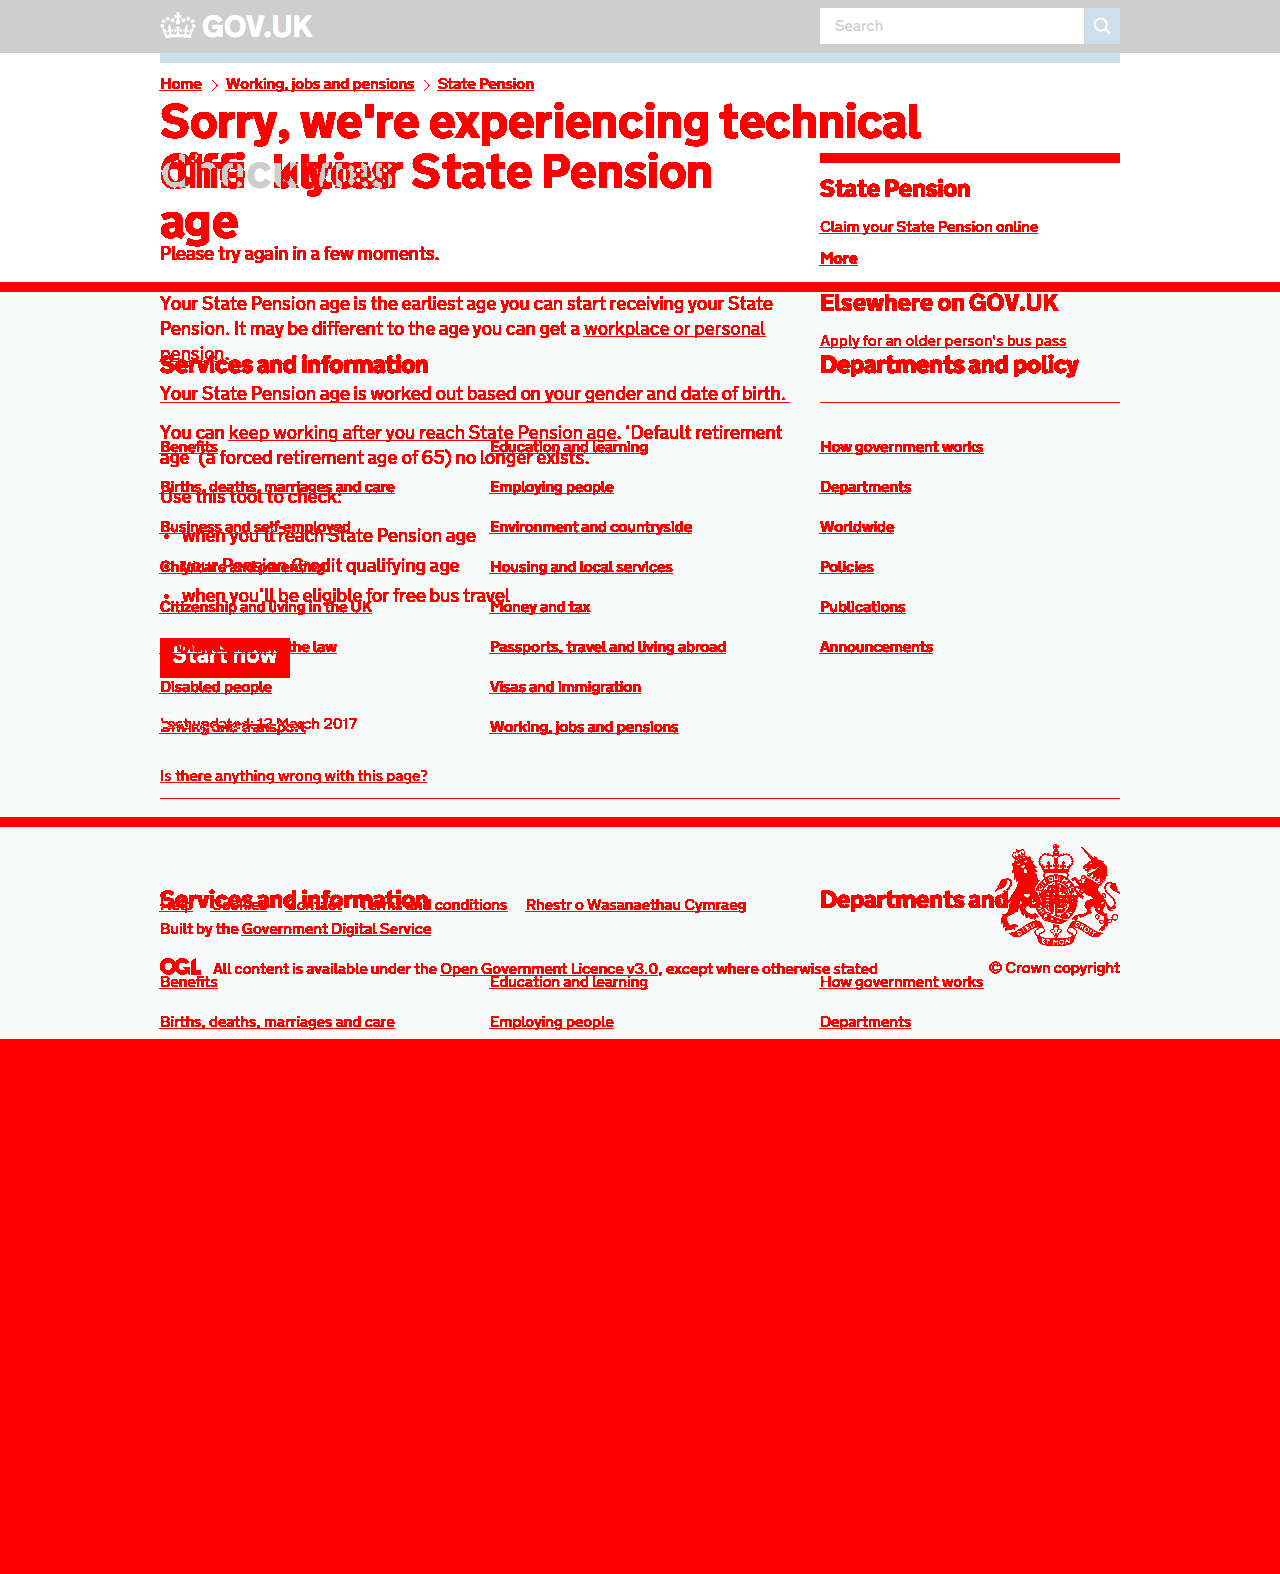 GOV.UK
Search
Home
Working, jobs and pensions
State Pension
Sorry, we're experiencing technical
your State Pension
age
State Pension
Claim your State Pension online
More
Please try again in a few moments.
Elsewhere on GOV.UK
Your State Pension age is the earliest age you can start receiving your State
Pension. It may be different to the age you can get a workplace or personal
pension.
Apply for an older person's bus pass
Services and information
Departments and policy
Your State Pension age is worked out based on your gender and date of birth.
You can keep working after you reach State Pension age. ‘Default retirement
age’ (a forced retirement age of 65) no longer exists.
Benefits
Education and learning
How government works
Births, deaths, marriages and care
Employing people
Departments
Use this tool to check:
Business and self-employed
Environment and countryside
Worldwide
when you'll reach State Pension age
your Pension Credit qualifying age
Housing and local services
Policies
when you'll be eligible for free bus travel
Citizenship and living in the UK
Money and tax
Publications
the law
Passports, travel and living abroad
Announcements
Start now
Disabled people
Visas and immigration
Last updated: 13 March 2017
Driving and transport
Working, jobs and pensions
Is there anything wrong with this page?
Services and information
Departments and policy
Help
Cookies
Contact
Terms and conditions
Rhestr o Wasanaethau Cymraeg
Built by the Government Digital Service
OGL
All content is available under the Open Government Licence v3.0, except where otherwise stated
© Crown copyright
Benefits
Education and learning
How government works
Births, deaths, marriages and care
Employing people
Departments